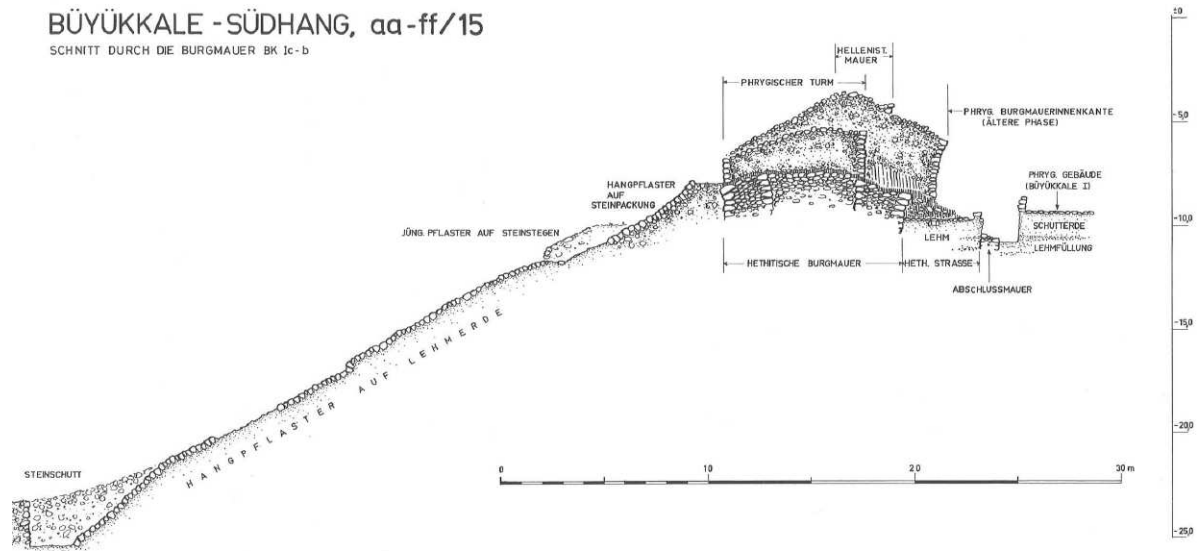 BÜYÜKKALE - SÜDHANG, aa-ff/15
SCHNITT DURCH DIE BURGMAUER BK Ic-b
HELLENIST.
MAUER
PHRYGISCHER TURM
PHRYG. BURGMAUERINNENKANTE
(ÄLTERE PHASE)
HANGPFLASTER
AUF
STEINPACKUNG
PHRYG. GEBÄUDE
(BÜYÜKKALE I)
JÜNG. PFLASTER AUF STEINSTEGEN
LEHM
SCHUTTERDE
LEHMFÜLLUNG
HETHITISCHE BURGMAUER
HETH. STRASSE
ABSCHLUSSMAUER
HANGPFLASTER AUF LEHMERDE
STEINSCHUTT
0 10 20 30 m
±0
-5,0
-10,0
-15,0
-20,0
-25,0